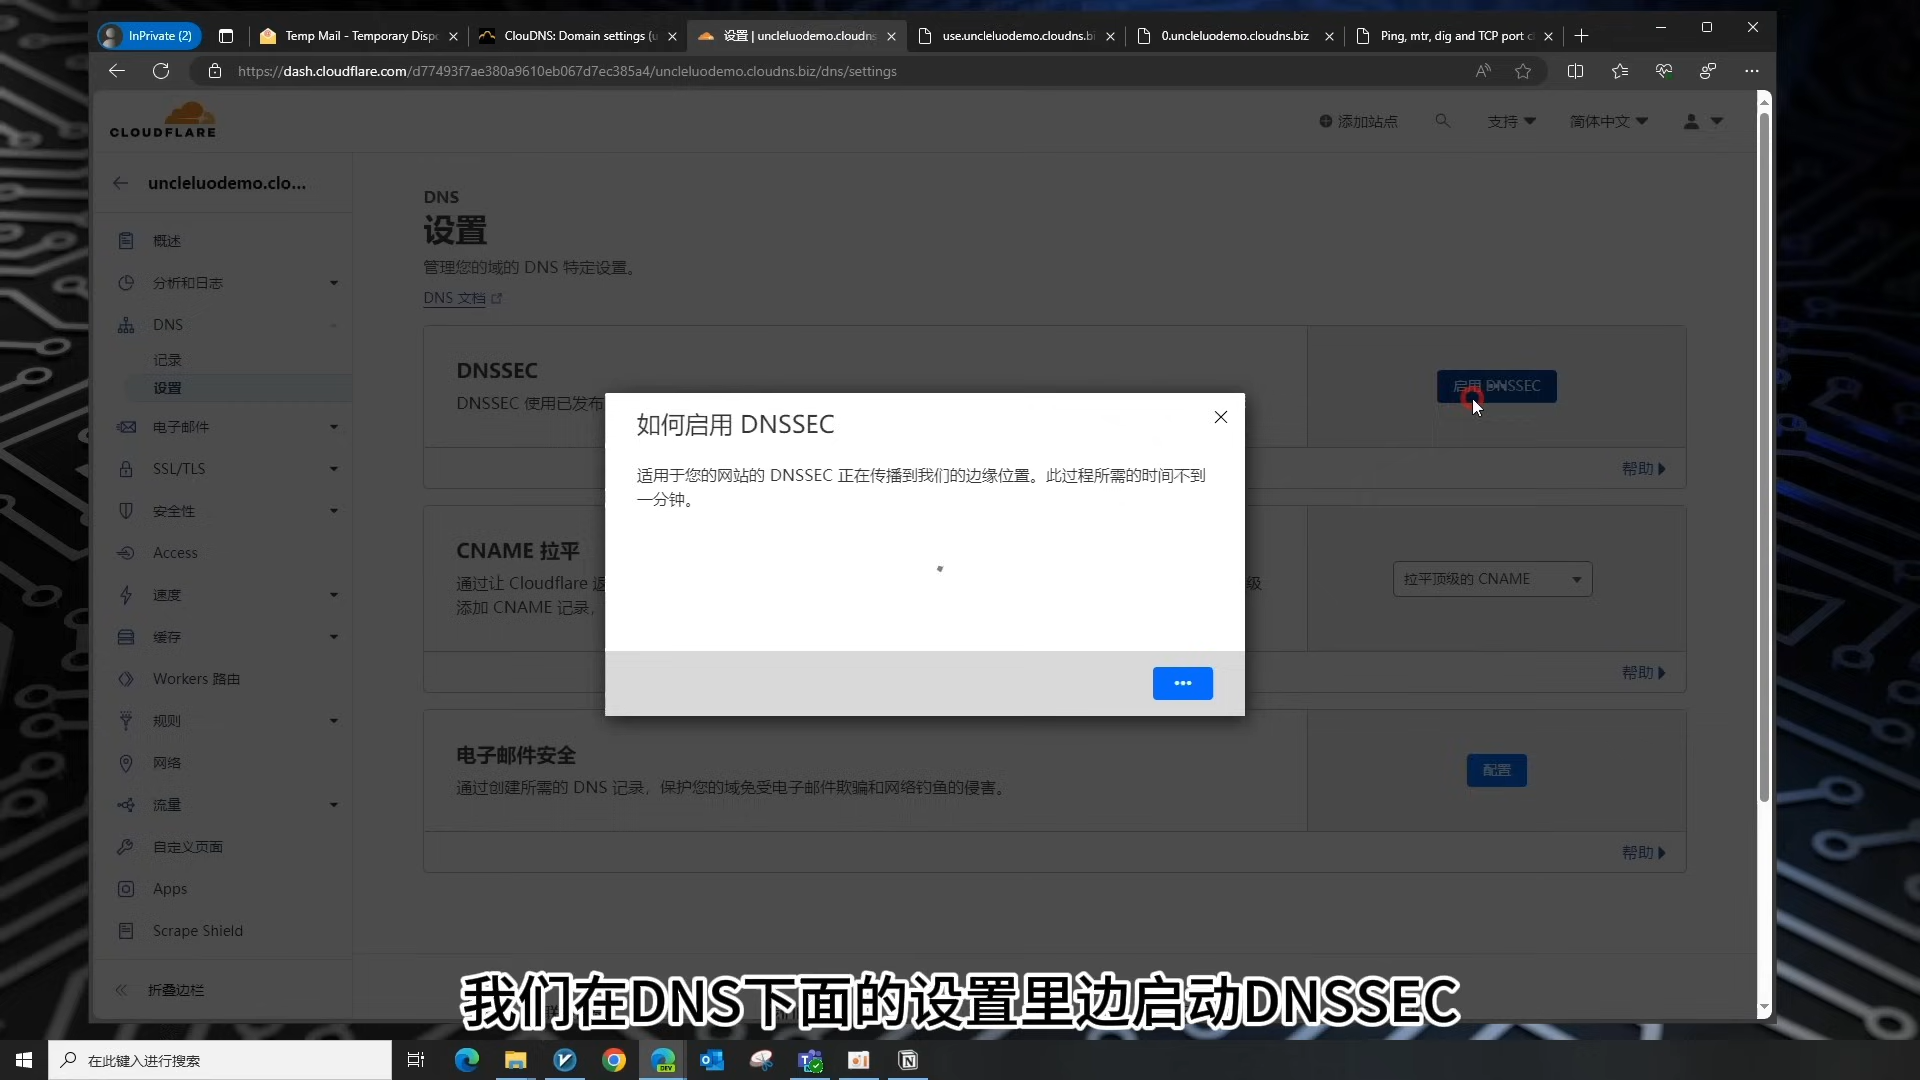 InPrivate (2)
Temp Mail - Temporary Dispo
ClouDNS: Domain settings (u
设置 | uncleluodemo.cloudns
use.uncleluodemo.cloudns.bi
0.uncleluodemo.cloudns.biz
Ping, mtr, dig and TCP port c
https://dash.cloudflare.com/d77493f7ae380a9610eb067d7ec385a4/uncleluodemo.cloudns.biz/dns/settings
CLOUDFLARE
添加站点
支持
简体中文
uncleluodemo.clo...
概述
分析和日志
DNS
记录
设置
电子邮件
SSL/TLS
安全性
Access
速度
缓存
Workers 路由
规则
网络
流量
自定义页面
Apps
Scrape Shield
折叠边栏
DNS
设置
管理您的域的 DNS 特定设置。
DNS 文档
DNSSEC
DNSSEC 使用已发布
启用 DNSSEC
帮助
如何启用 DNSSEC
适用于您的网站的 DNSSEC 正在传播到我们的边缘位置。此过程所需的时间不到
一分钟。
•••
CNAME 拉平
通过让 Cloudflare 返
级
添加 CNAME 记录，
拉平顶级的 CNAME
帮助
电子邮件安全
通过创建所需的 DNS 记录，保护您的域免受电子邮件欺骗和网络钓鱼的侵害。
配置
帮助
我们在DNS下面的设置里边启动DNSSEC
在此键入进行搜索
DEV